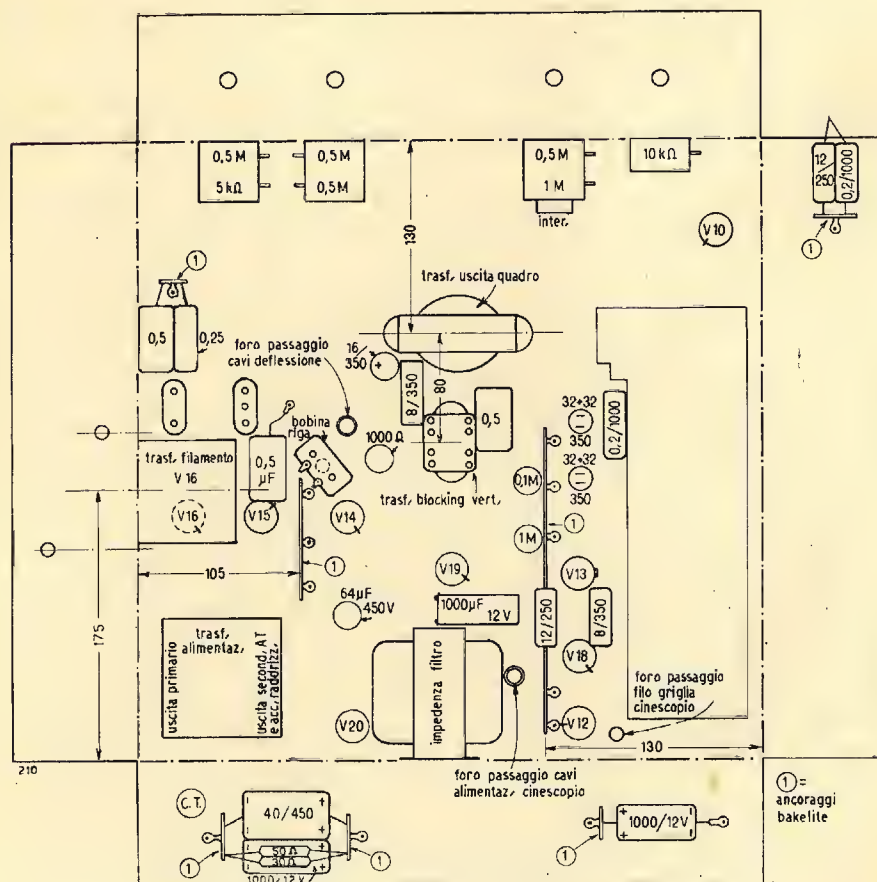 0,5 M
5 kΩ
0,5 M
0,5 M
0,5 M
1 M
inter.
10 kΩ
12/250
0,2/1000
1
V10
130
trasf. uscita quadro
1
0,5
0,25
foro passaggio
cavi deflessione
16
350
+
8/350
80
0,5
32+32
350
0,2/1000
bobina
riga
1000 Ω
trasf. filamento
V 16
V16
0,5
µF
V15
V14
trasf. blocking vert.
0,1M
32+32
350
1
1M
105
1
V19
V13
175
64µF
450V
1000µF
12 V
12/250
8/350
V18
trasf.
alimentaz.
uscita primario
uscita second. AT
e acc. raddrizz.
V20
impedenza filtro
foro passaggio
filo griglia
cinescopio
V12
130
210
foro passaggio cavi
alimentaz. cinescopio
1 =
ancoraggi
bakelite
C.T.
40/450
50 Ω
30 Ω
1000/12 V
1
1
1000/12V
1